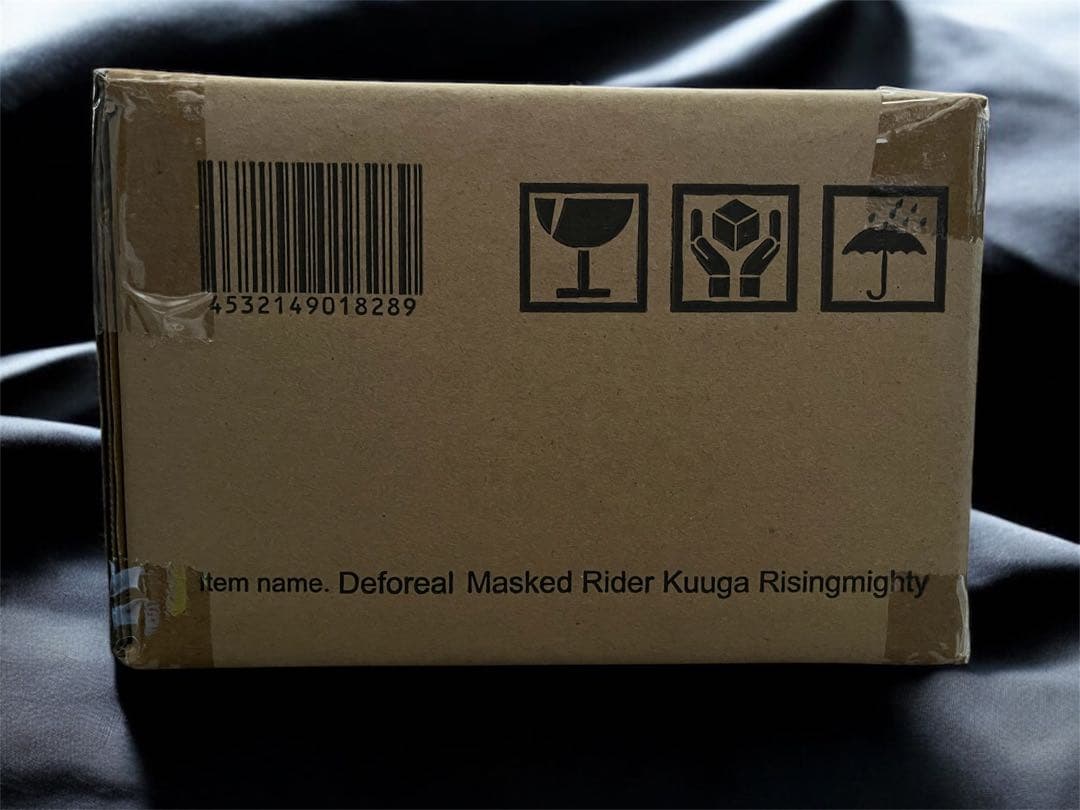 4532149018289
Item name. Deforeal Masked Rider Kuuga Risingmighty